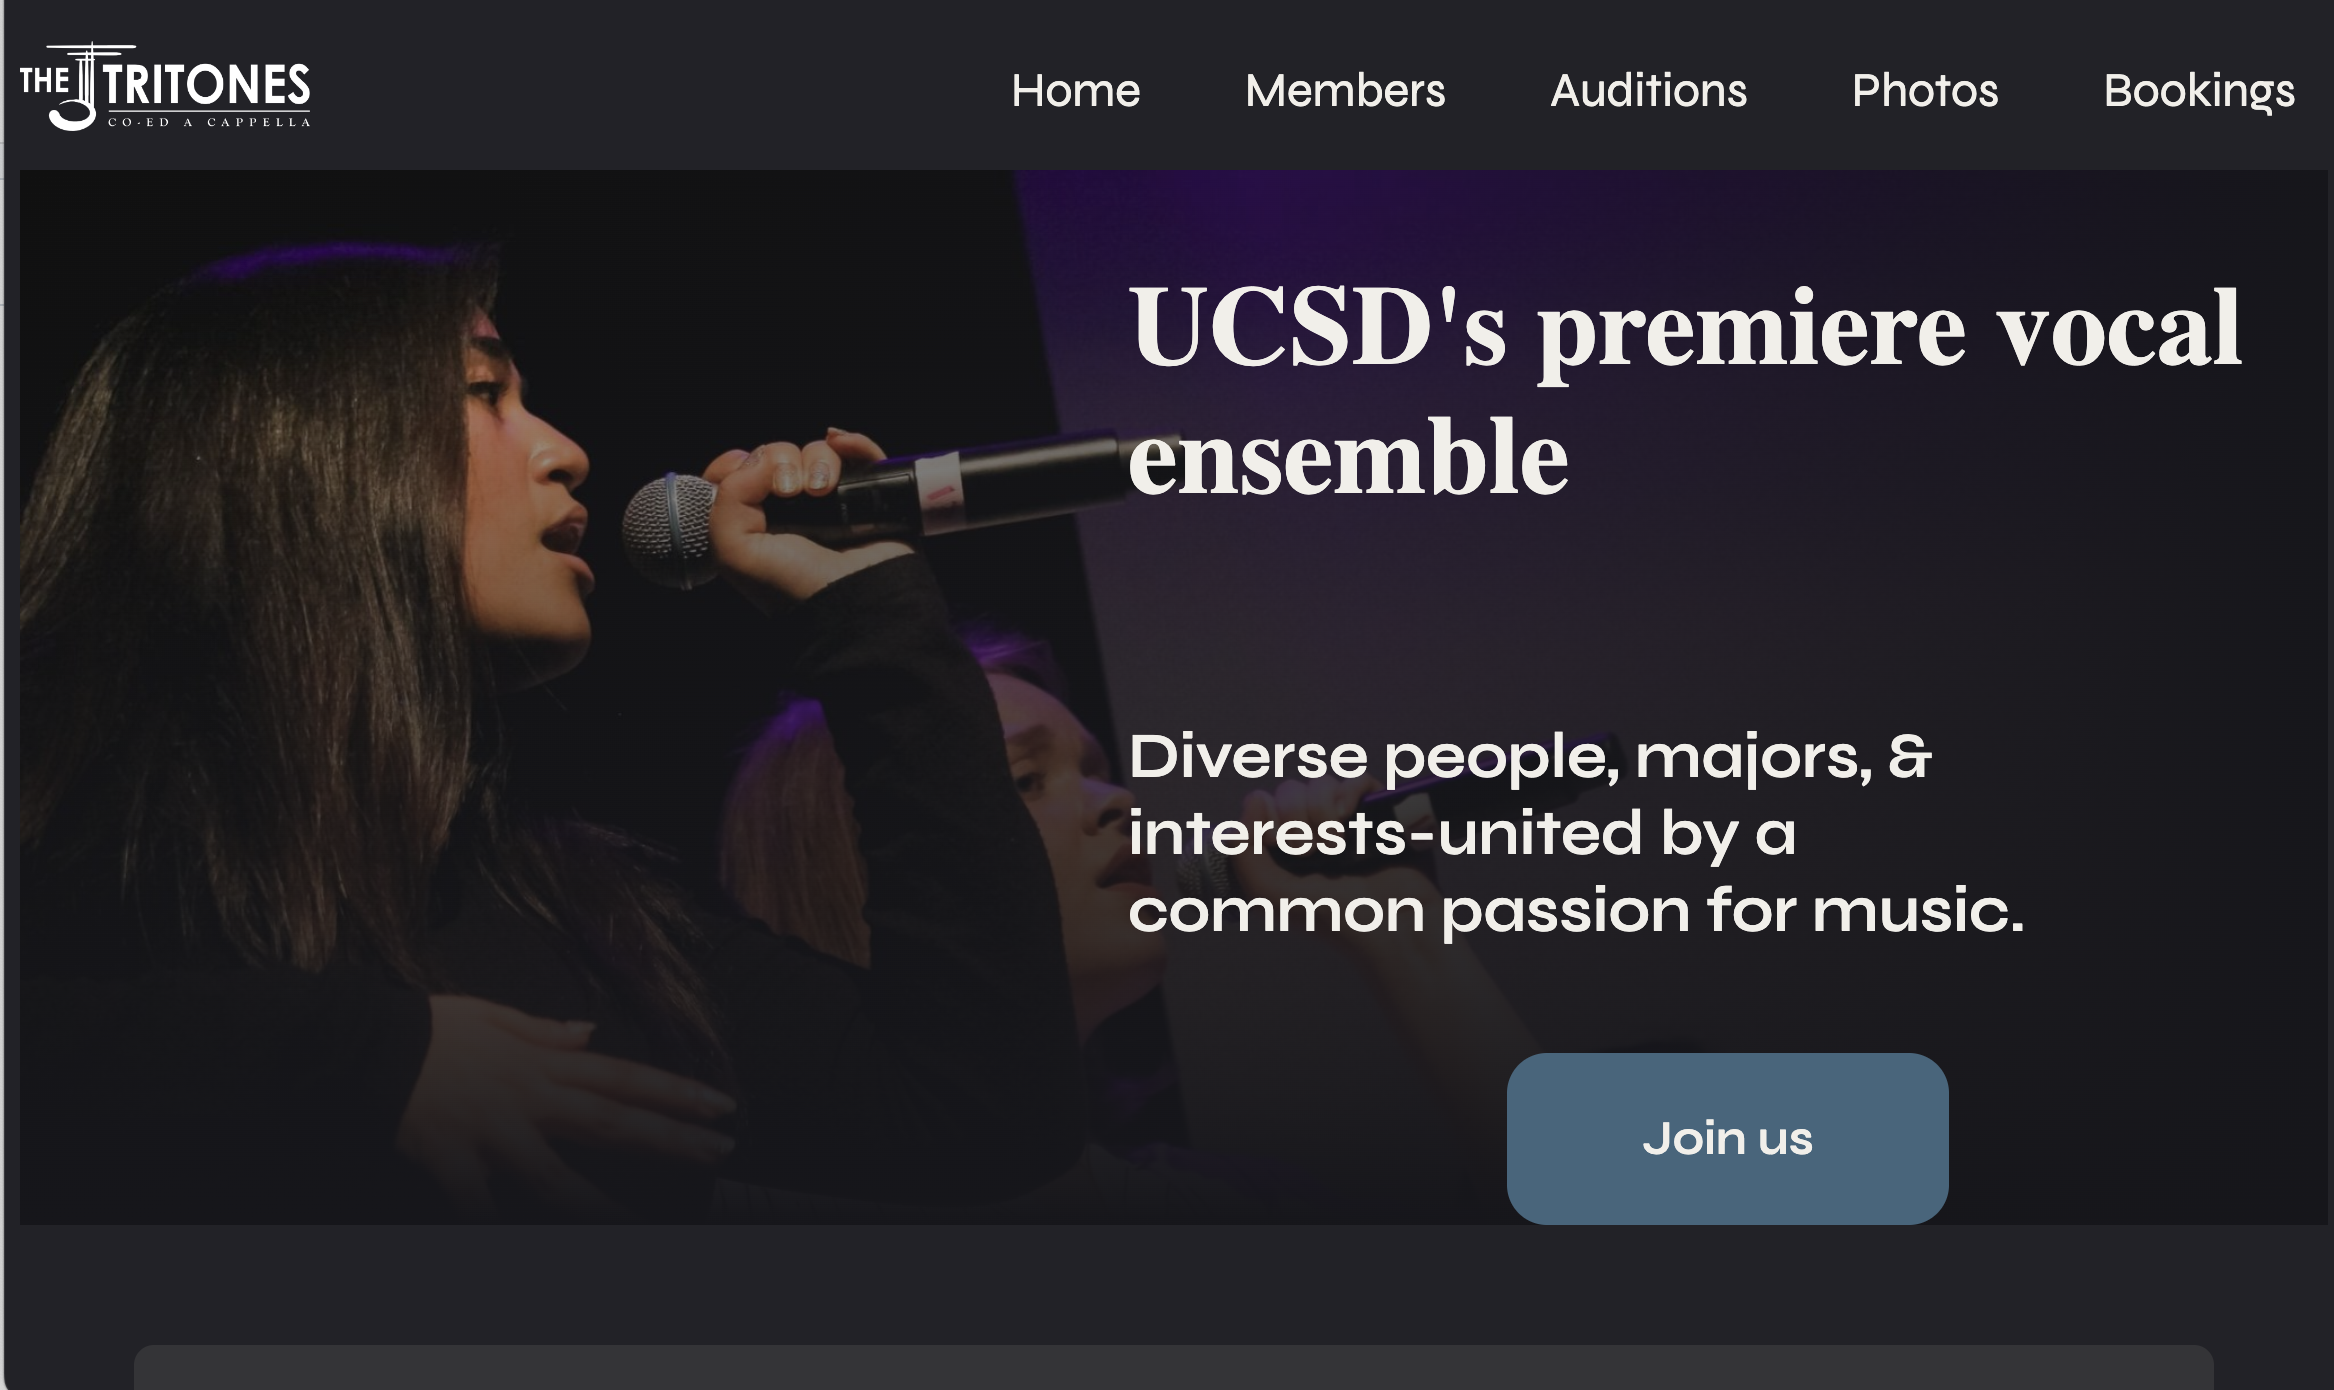 THE TRITONES
CO-ED A CAPPELLA
Home Members Auditions Photos Bookings
UCSD's premiere vocal
ensemble
Diverse people, majors, &
interests-united by a
common passion for music.
Join us